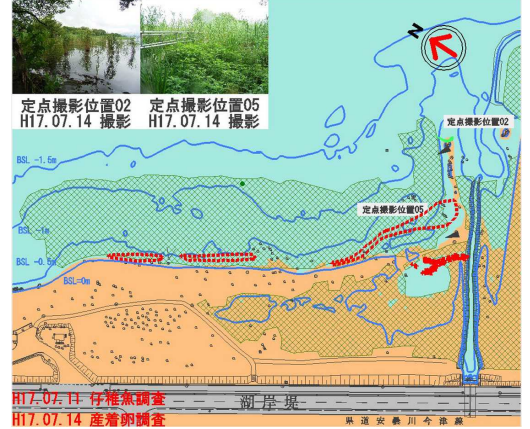 定点撮影位置02
H17.07.14 撮影
定点撮影位置05
H17.07.14 撮影
N
定点撮影位置02
BSL -1.5m
定点撮影位置05
BSL -1m
BSL -0.5m
BSL=0m
H17.07.11 仔稚魚調査
湖岸堤
H17.07.14 産着卵調査
県道安曇川今津線